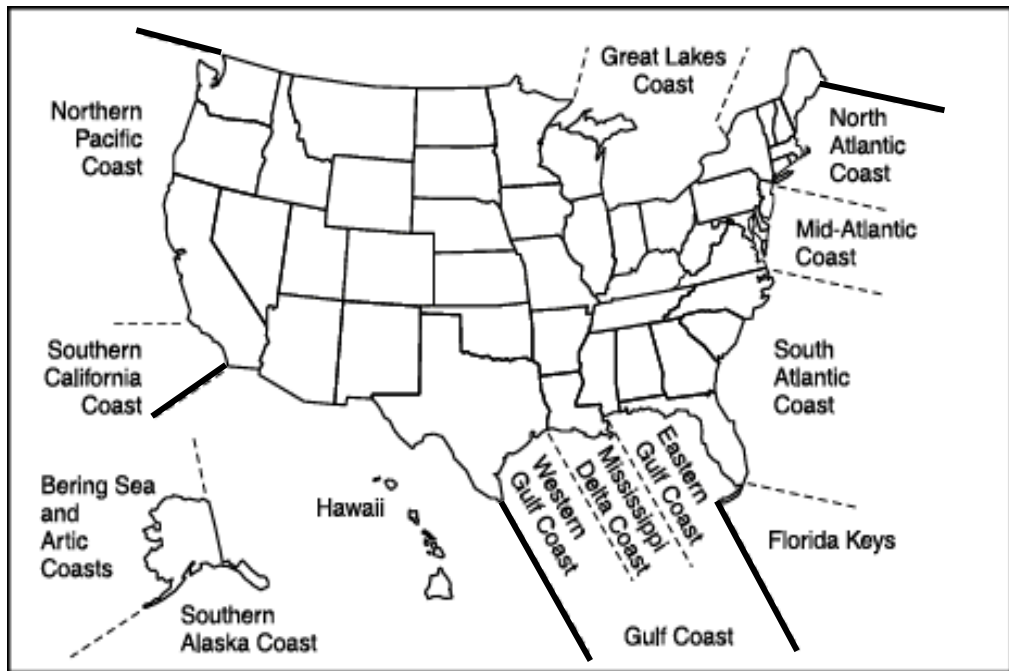 Great Lakes
Coast
Northern
Pacific
Coast
North
Atlantic
Coast
Mid-Atlantic
Coast
Southern
California
Coast
South
Atlantic
Coast
Eastern
Gulf Coast
Mississippi
Delta Coast
Western
Gulf Coast
Bering Sea
and
Artic
Coasts
Hawaii
Florida Keys
Southern
Alaska Coast
Gulf Coast